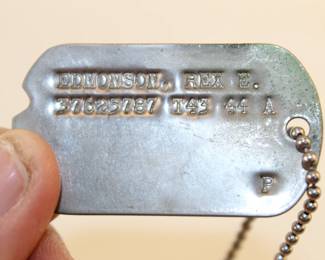 EDMONSON, REX E.
37625787 T43 44 A
P